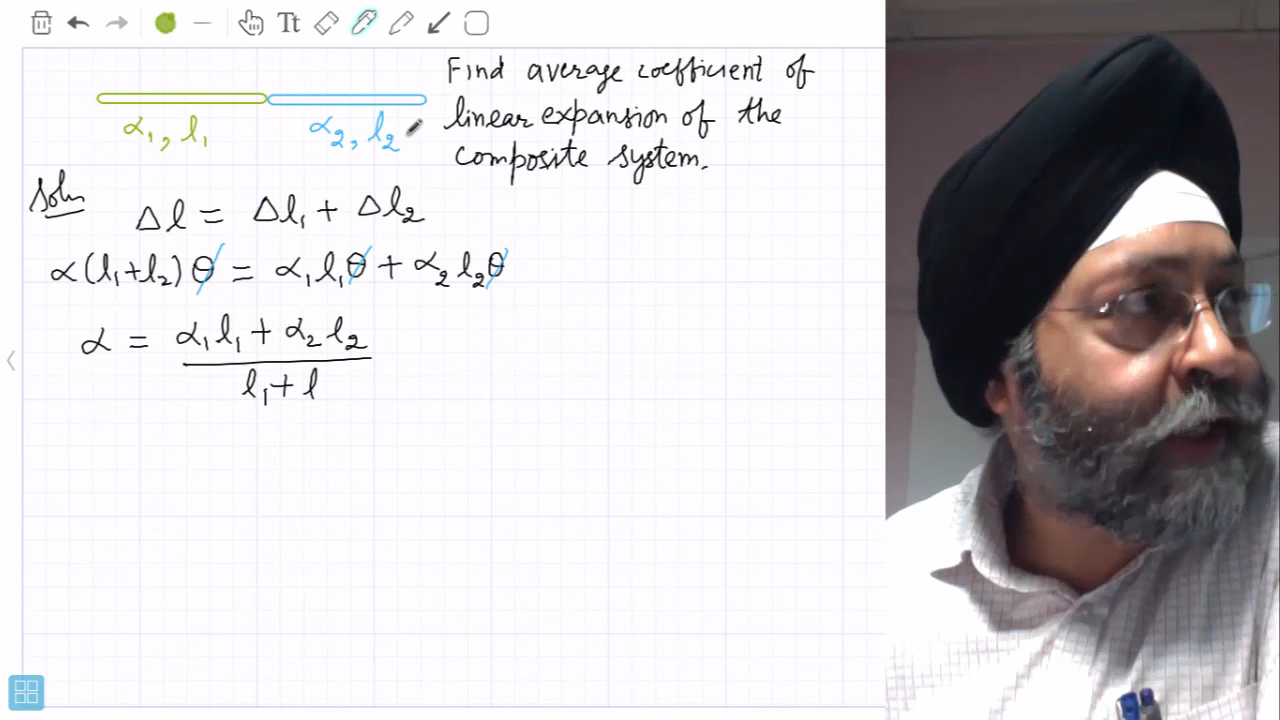 Tt
Find average coefficient of
linear expansion of the
composite system.
α₁, l₁
α₂, l₂
Soln
Δl = Δl₁ + Δl₂
α(l₁+l₂)θ = α₁l₁θ + α₂l₂θ
α = α₁l₁ + α₂l₂
l₁+l